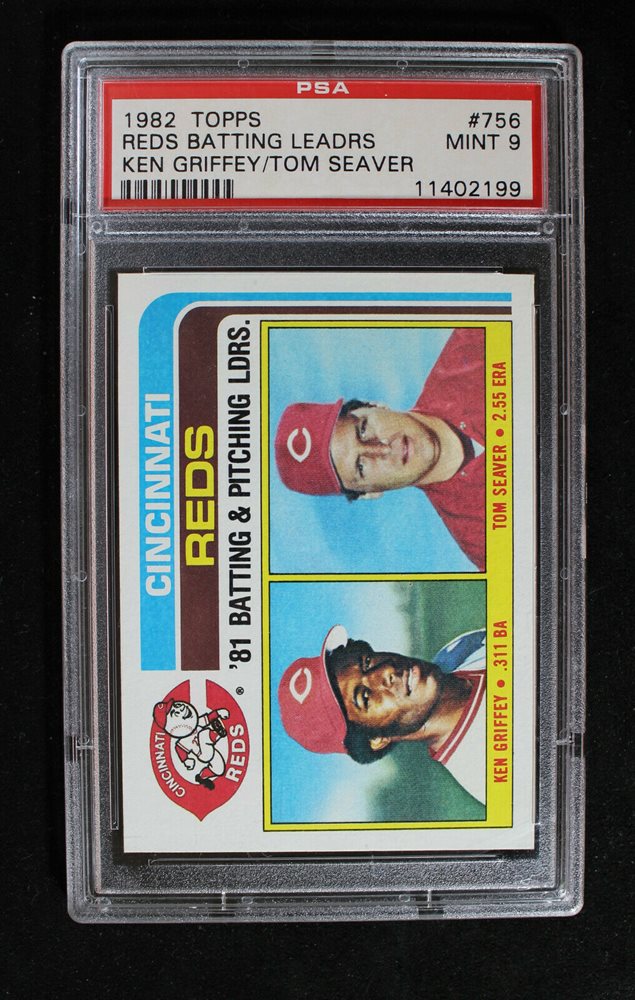 PSA
1982 TOPPS #756
REDS BATTING LEADRS MINT 9
KEN GRIFFEY/TOM SEAVER
11402199
CINCINNATI
REDS
'81 BATTING & PITCHING LDRS.
CINCINNATI
REDS
®
KEN GRIFFEY • .311 BA
TOM SEAVER • 2.55 ERA
C
C